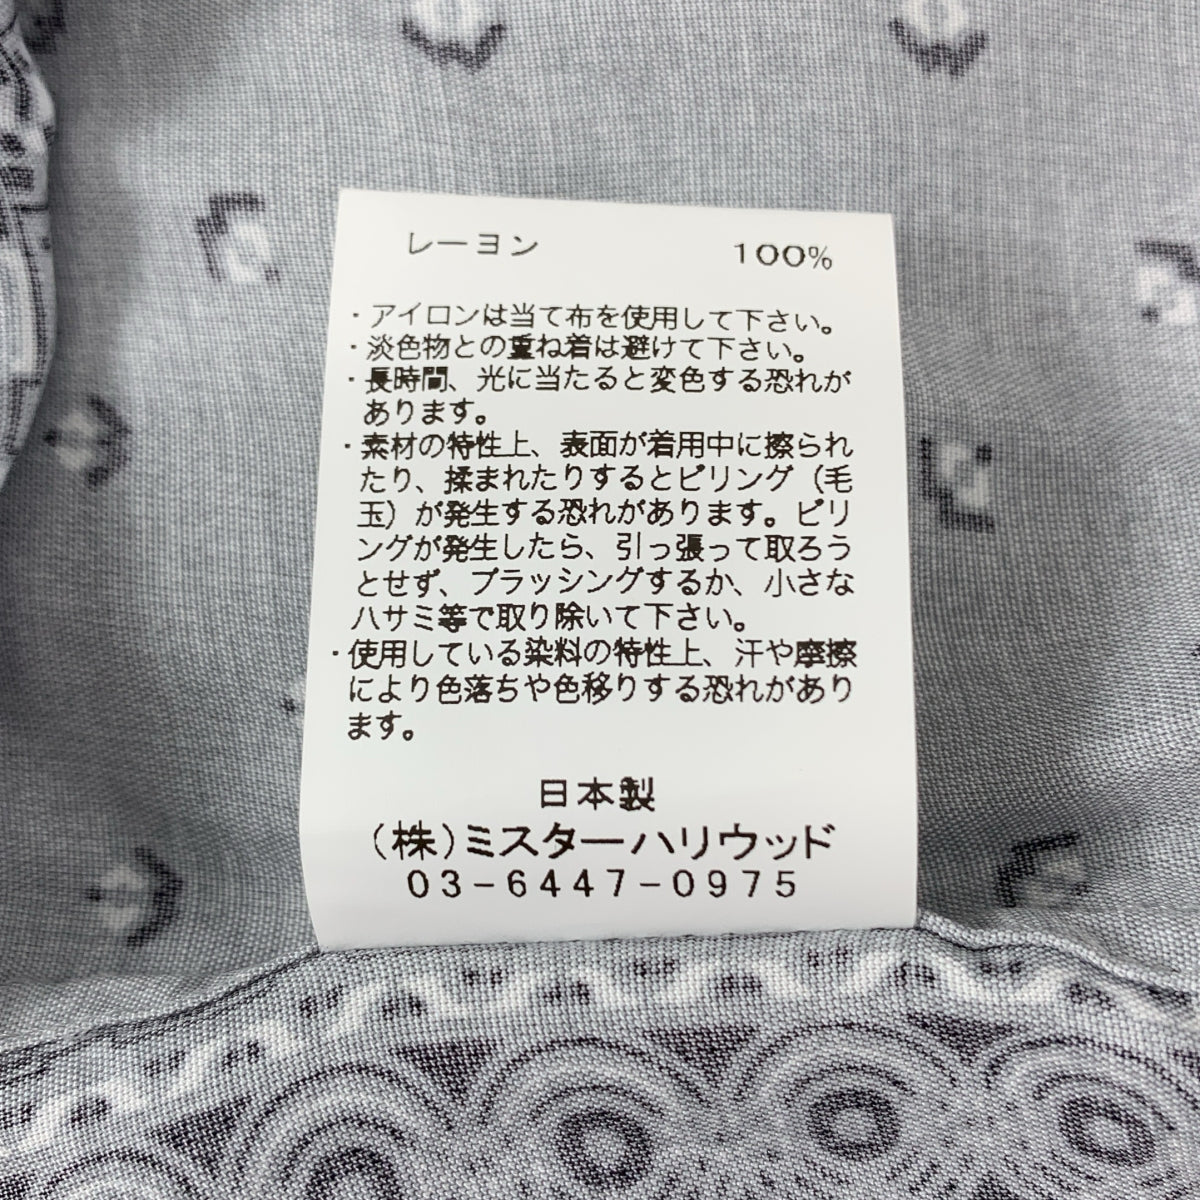 レーヨン 100%
・アイロンは当て布を使用して下さい。
・淡色物との重ね着は避けて下さい。
・長時間、光に当たると変色する恐れが
あります。
・素材の特性上、表面が着用中に擦られ
たり、揉まれたりするとピリング（毛
玉）が発生する恐れがあります。ピリ
ングが発生したら、引っ張って取ろう
とせず、ブラッシングするか、小さな
ハサミ等で取り除いて下さい。
・使用している染料の特性上、汗や摩擦
により色落ちや色移りする恐れがあり
ます。
日本製
（株）ミスターハリウッド
03-6447-0975